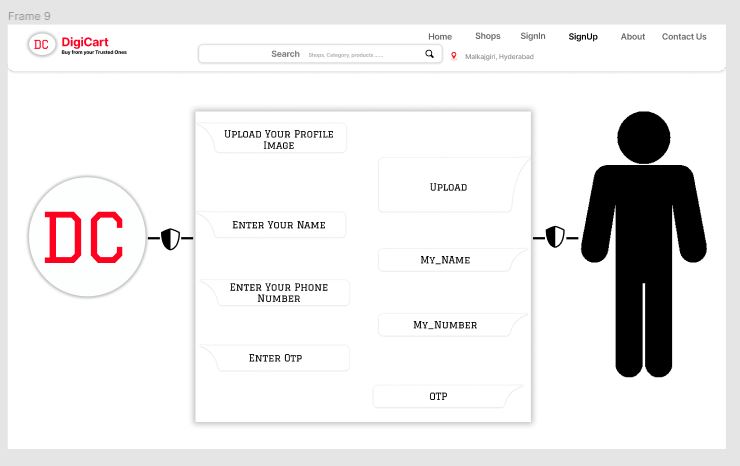 Frame 9
DC
DigiCart
Buy from your Trusted Ones
Home
Shops
SignIn
SignUp
About
Contact Us
Search
Shops, Category, products ......
Malkajgiri, Hyderabad
Upload Your Profile
Image
Upload
DC
Enter Your Name
My_NAme
Enter Your Phone
Number
My_Number
Enter Otp
OTP